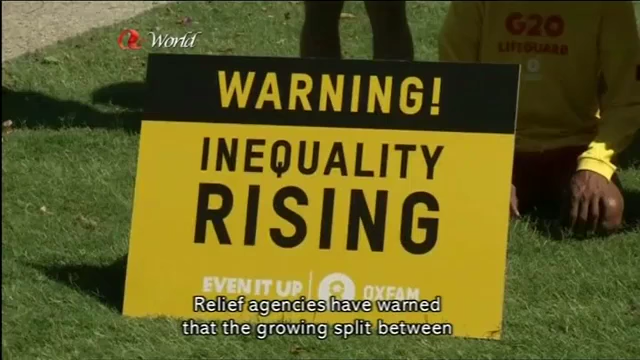 World
G20
LIFEGUARD
WARNING!
INEQUALITY
RISING
EVEN IT UP
OXFAM
Relief agencies have warned
that the growing split between